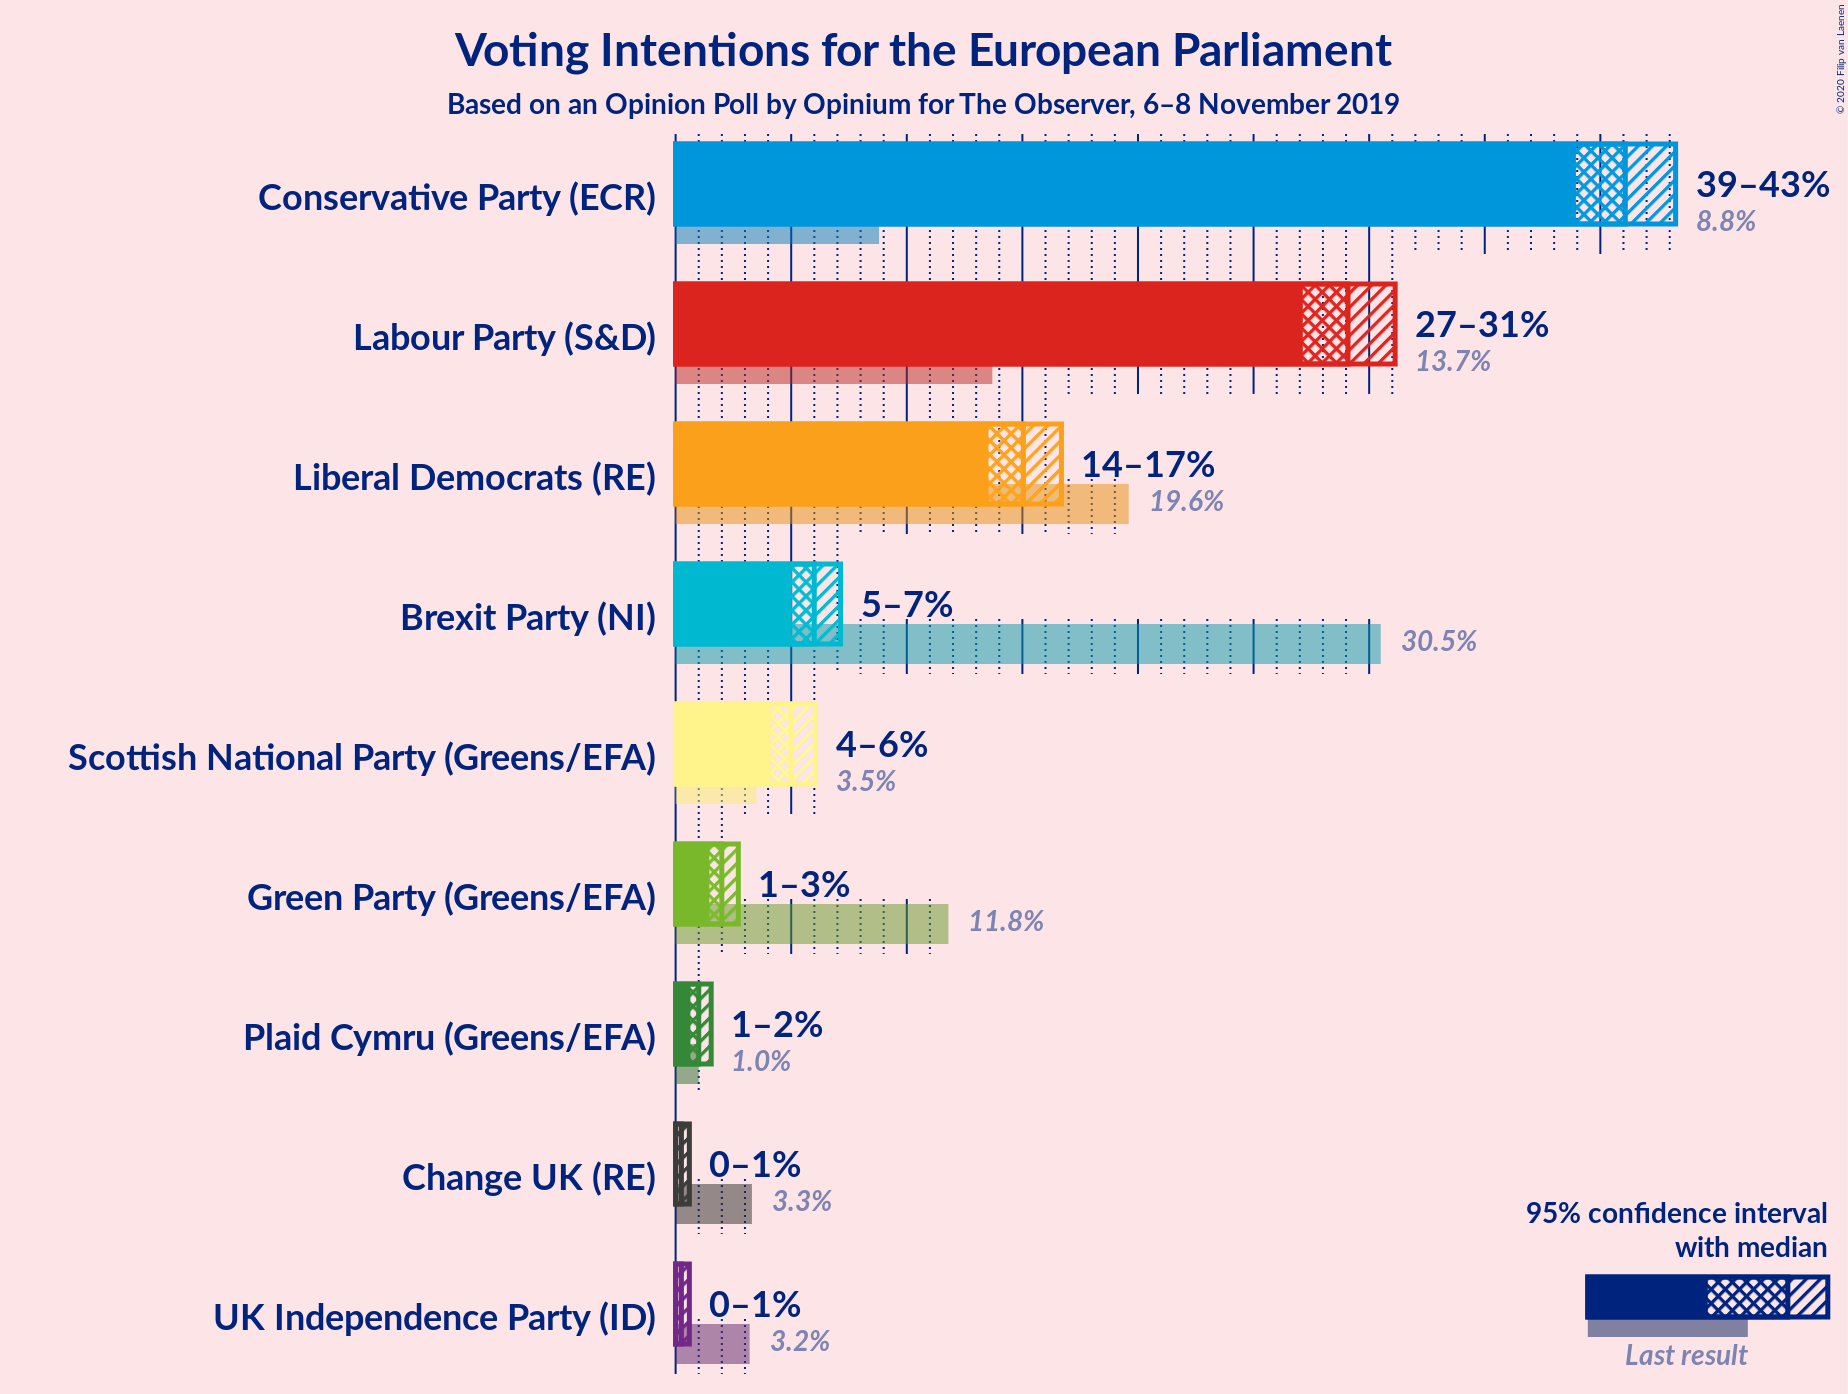 Voting Intentions for the European Parliament
Based on an Opinion Poll by Opinium for The Observer, 6–8 November 2019
© 2020 Filip van Laenen
Conservative Party (ECR)
39–43%
8.8%
Labour Party (S&D)
27–31%
13.7%
Liberal Democrats (RE)
14–17%
19.6%
Brexit Party (NI)
5–7%
30.5%
Scottish National Party (Greens/EFA)
4–6%
3.5%
Green Party (Greens/EFA)
1–3%
11.8%
Plaid Cymru (Greens/EFA)
1–2%
1.0%
Change UK (RE)
0–1%
3.3%
UK Independence Party (ID)
0–1%
3.2%
95% confidence interval
with median
Last result